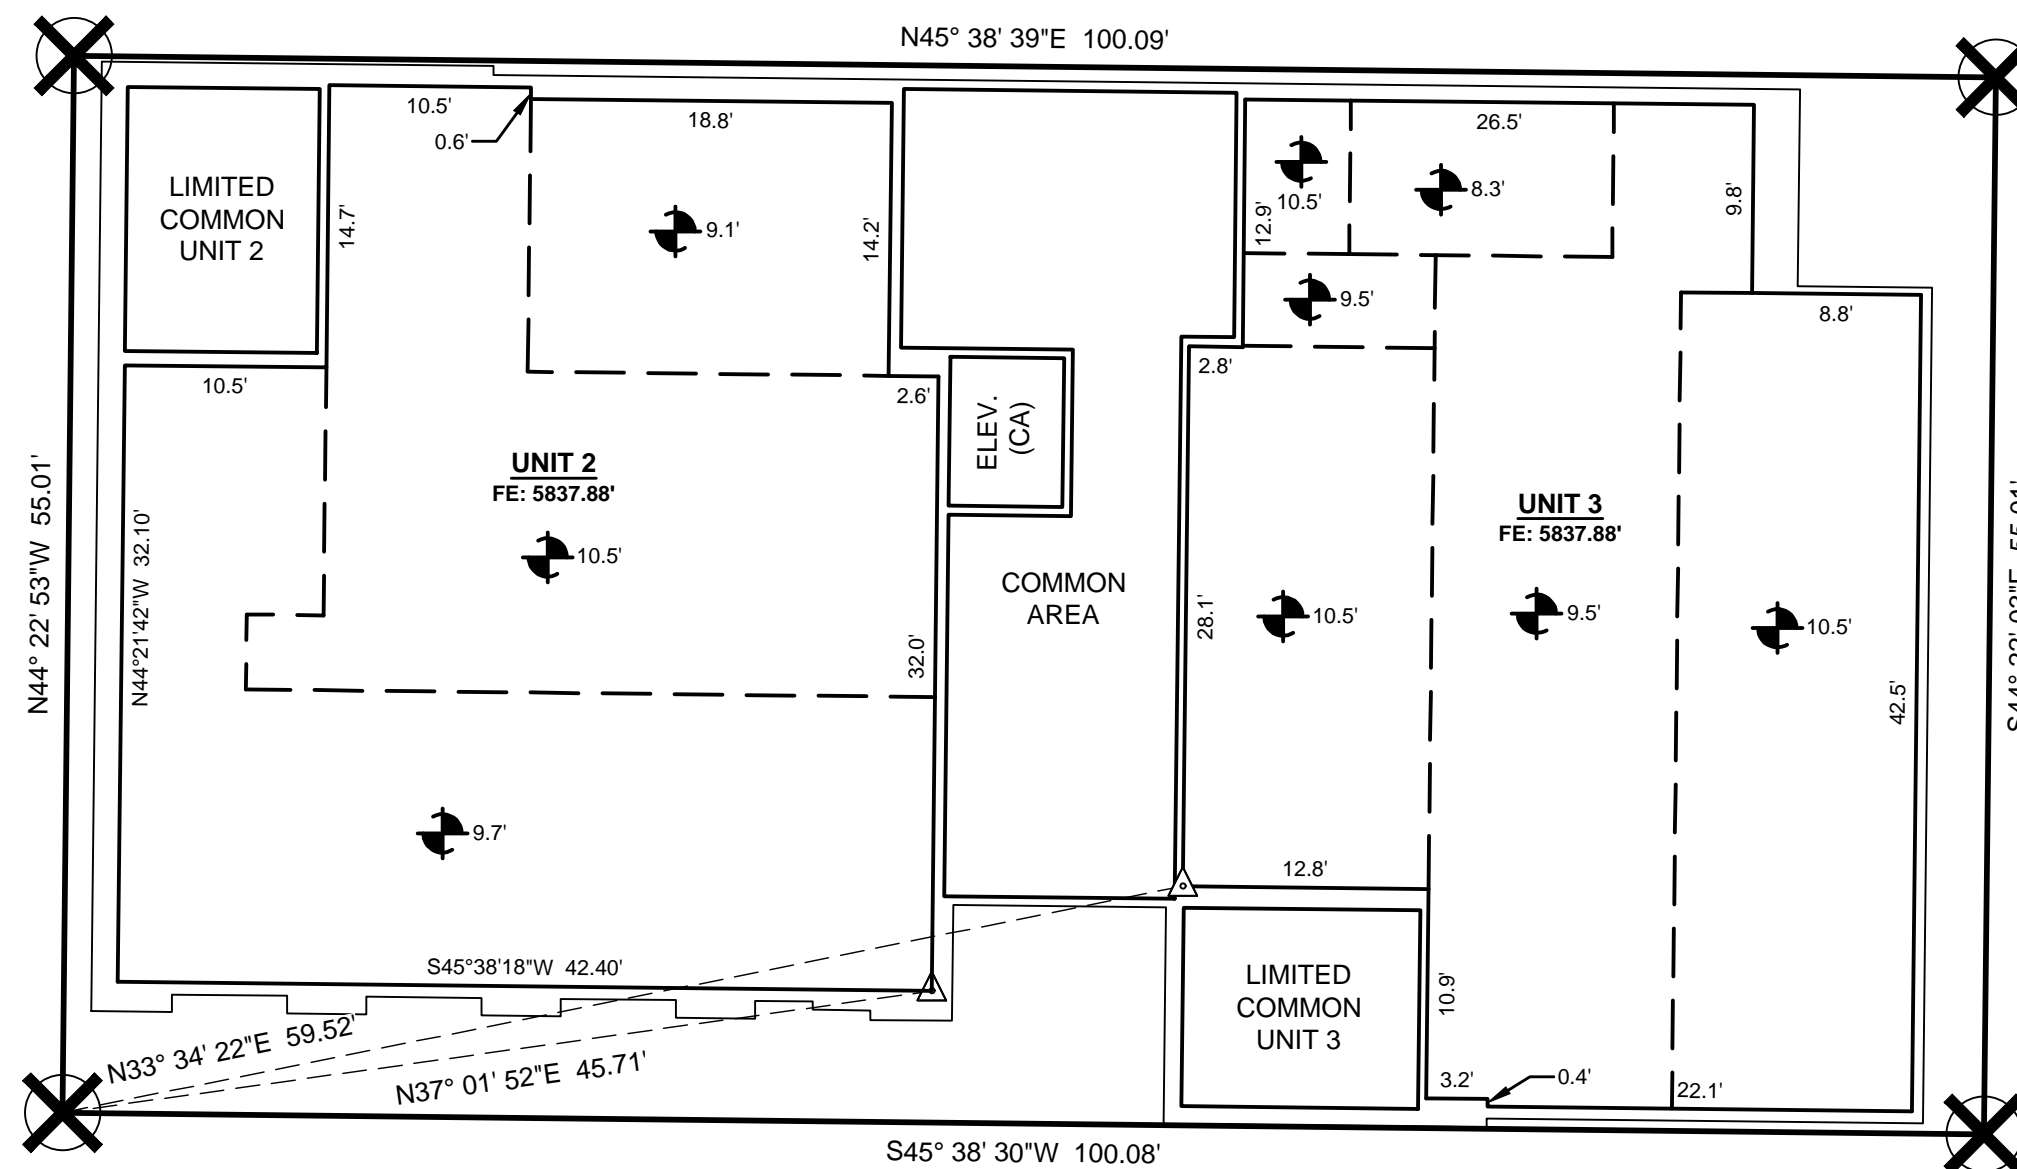 N45° 38' 39"E  100.09'
10.5'
0.6'
18.8'
26.5'
LIMITED
COMMON
UNIT 2
14.7'
9.1'
14.2'
12.9'
10.5'
8.3'
9.8'
9.5'
8.8'
10.5'
2.6'
2.8'
ELEV.
(CA)
UNIT 2
FE: 5837.88'
10.5'
UNIT 3
FE: 5837.88'
N44° 22' 53"W  55.01'
N44°21'42"W  32.10'
COMMON
AREA
32.0'
28.1'
10.5'
9.5'
10.5'
42.5'
9.7'
12.8'
S45°38'18"W  42.40'
LIMITED
COMMON
UNIT 3
10.9'
N33° 34' 22"E  59.52'
N37° 01' 52"E  45.71'
3.2'
0.4'
22.1'
S45° 38' 30"W  100.08'